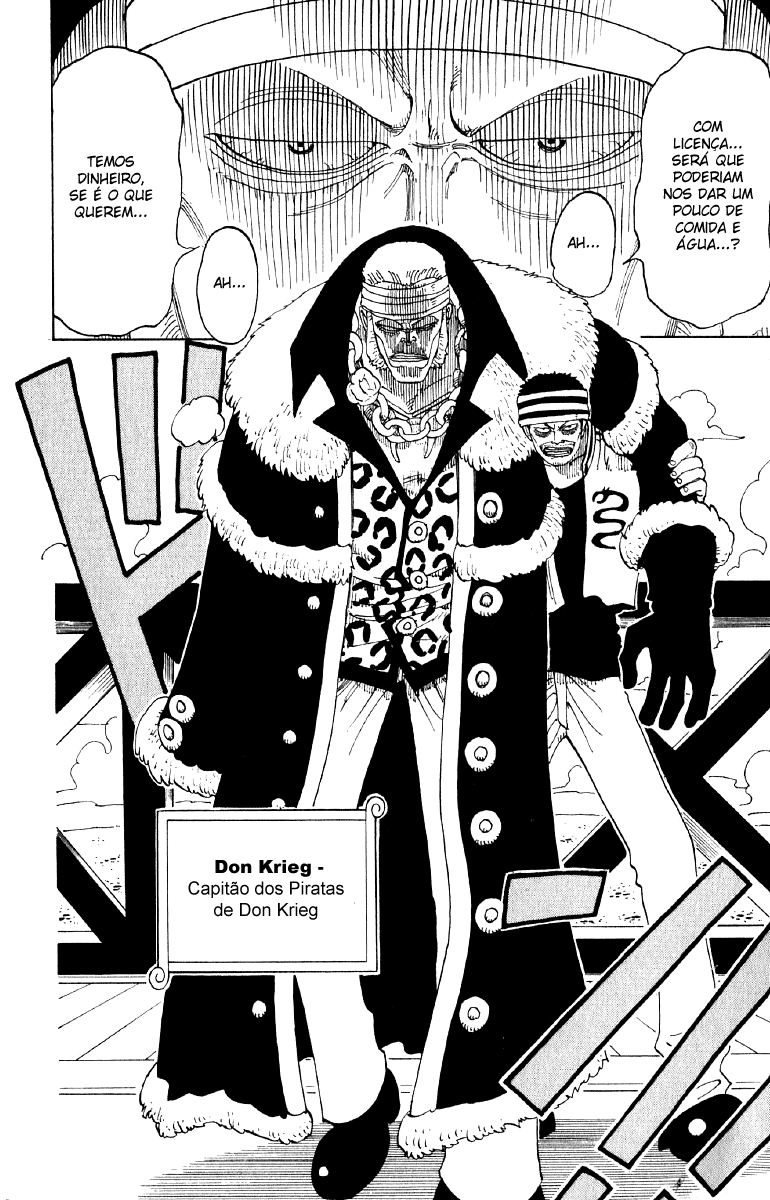 COM
LICENÇA...
SERÁ QUE
PODERIAM
NOS DAR UM
POUCO DE
COMIDA E
ÁGUA...?
AH...
TEMOS
DINHEIRO,
SE É O QUE
QUEREM...
AH...
Don Krieg -
Capitão dos Piratas
de Don Krieg